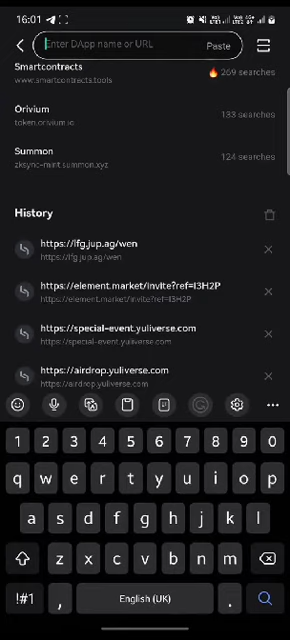 16:01
Enter DApp name or URL
Paste
Smartcontracts
www.smartcontracts.tools
269 searches
Orivium
token.orivium.io
133 searches
Summon
zksync-mint.summon.xyz
124 searches
History
https://lfg.jup.ag/wen
https://lfg.jup.ag/wen
https://element.market/invite?ref=I3H2P
https://element.market/invite?ref=I3H2P
https://special-event.yuliverse.com
https://special-event.yuliverse.com
https://airdrop.yuliverse.com
https://airdrop.yuliverse.com
1 2 3 4 5 6 7 8 9 0
q w e r t y u i o p
a s d f g h j k l
z x c v b n m
!#1 , English (UK) .